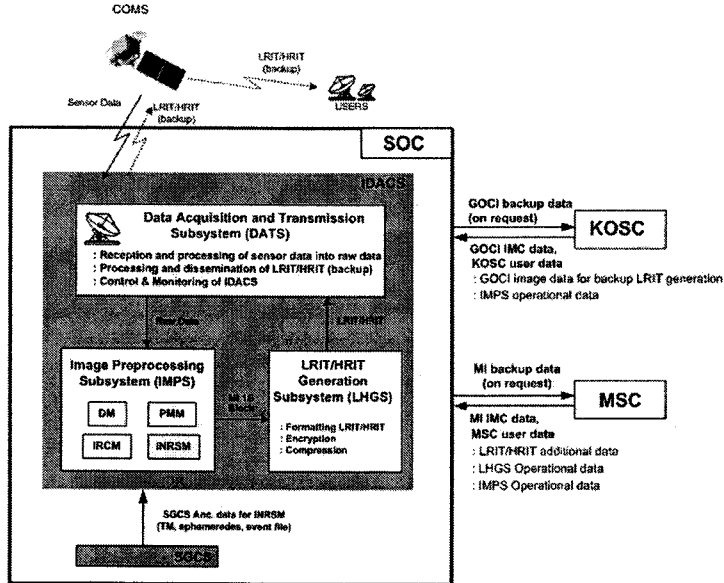 COMS
LRIT/HRIT
(backup)
USERS
Sensor Data
LRIT/HRIT
(backup)
SOC
IDACS
Data Acquisition and Transmission
Subsystem (DATS)
: Reception and processing of sensor data into raw data
: Processing and dissemination of LRIT/HRIT (backup)
: Control & Monitoring of IDACS
Raw Data
LRIT/HRIT
Image Preprocessing
Subsystem (IMPS)
DM
PMM
IRCM
INRSM
MI 1.0
Block
LRIT/HRIT
Generation
Subsystem (LHGS)
: Formatting LRIT/HRIT
: Encryption
: Compression
SGCS Anc. data for INRSM
(TM, ephameredes, event file)
SGCS
GOCI backup data
(on request)
KOSC
GOCI IMC data,
KOSC user data
: GOCI image data for backup LRIT generation
: IMPS operational data
MI backup data
(on request)
MSC
MI IMC data,
MSC user data
: LRIT/HRIT additional data
: LHGS Operational data
: IMPS Operational data